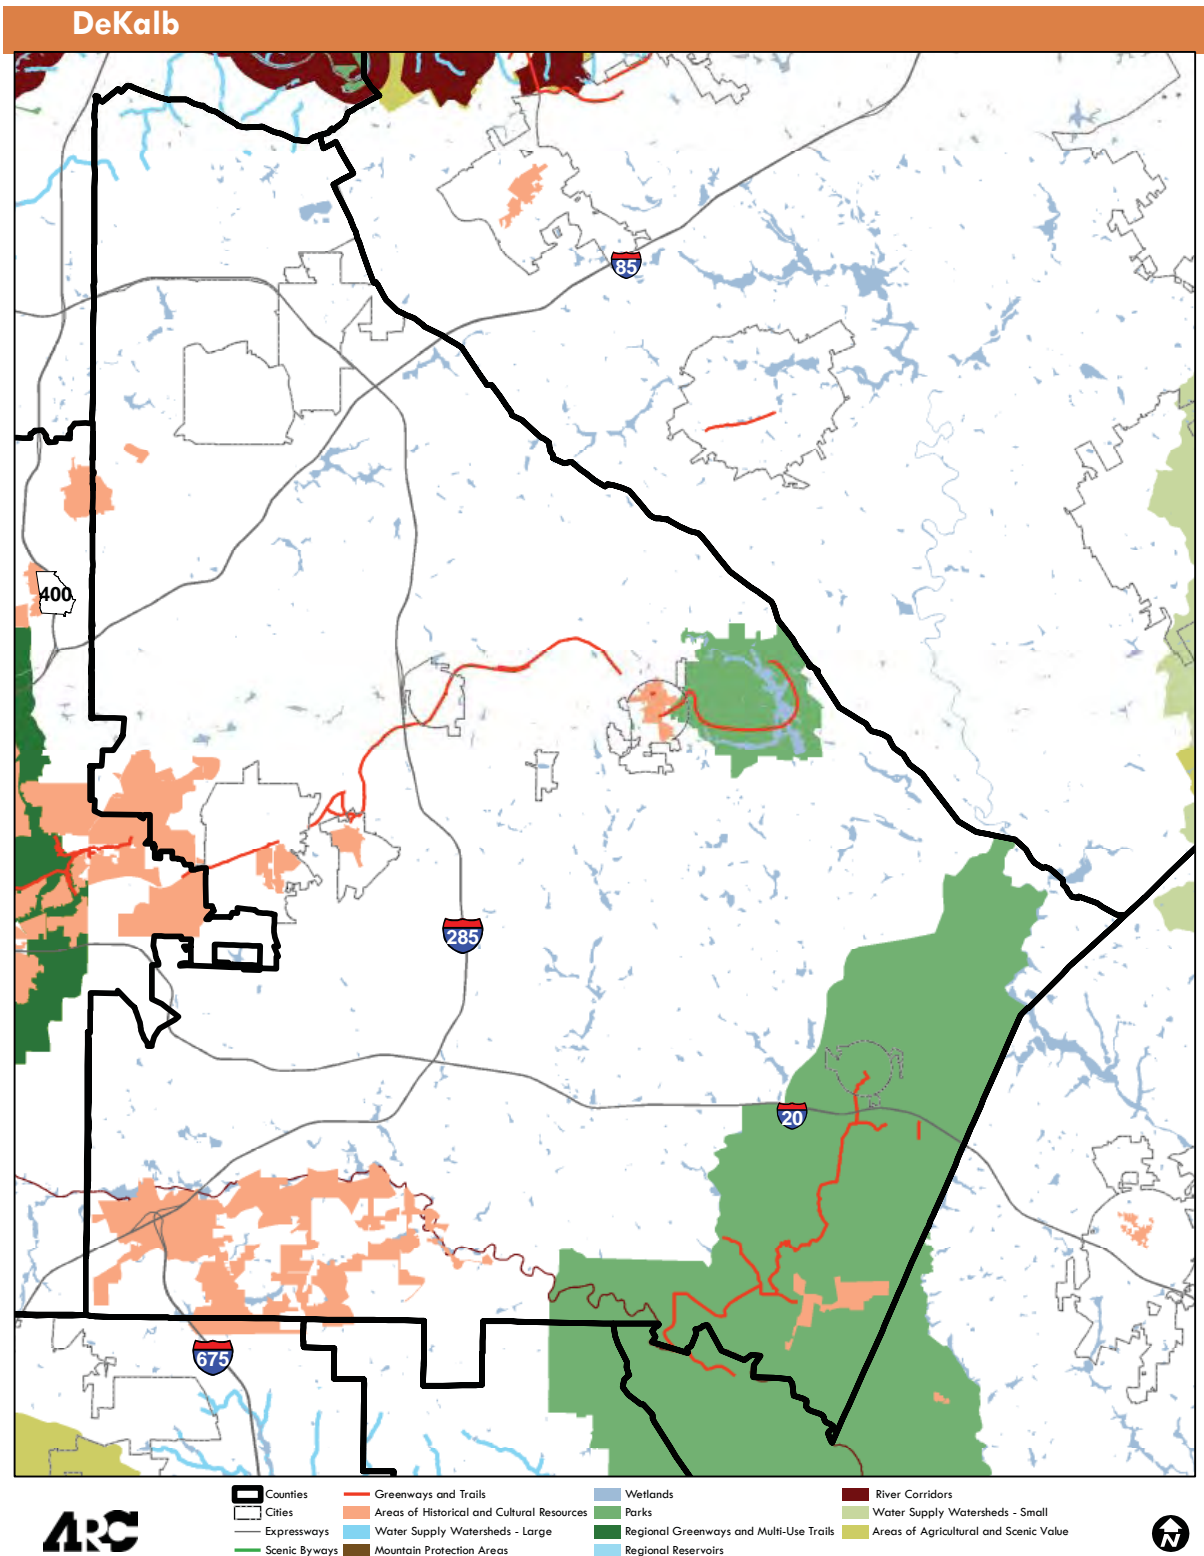 DeKalb
85
400
285
20
675
Counties
Cities
Expressways
Scenic Byways
Greenways and Trails
Areas of Historical and Cultural Resources
Water Supply Watersheds - Large
Mountain Protection Areas
Wetlands
Parks
Regional Greenways and Multi-Use Trails
Regional Reservoirs
River Corridors
Water Supply Watersheds - Small
Areas of Agricultural and Scenic Value
ARC
N